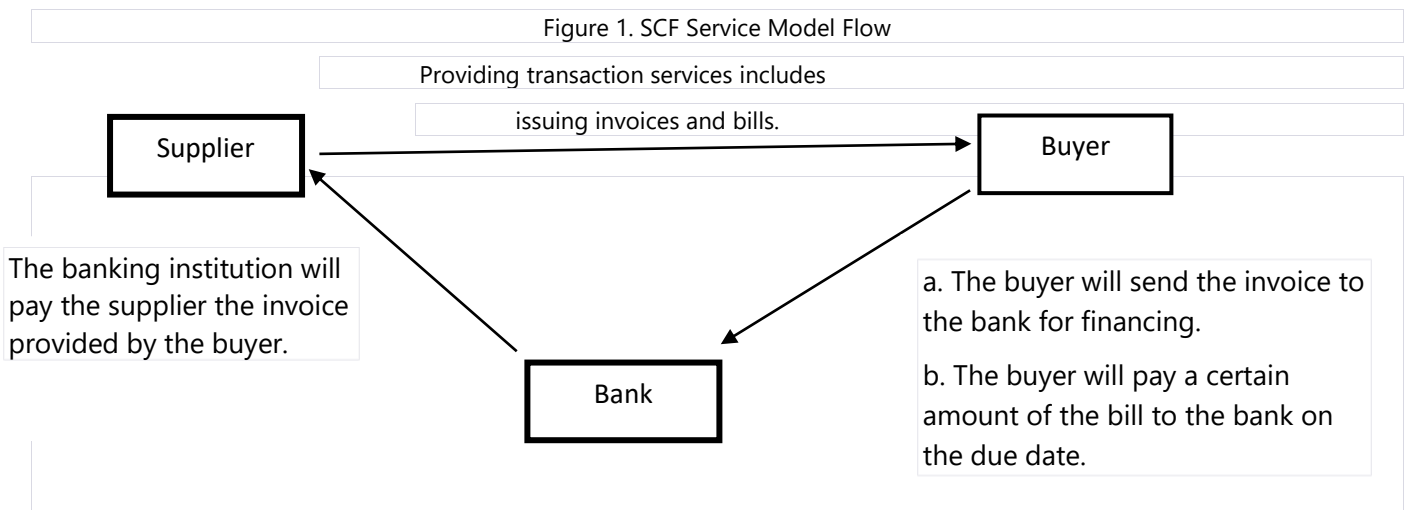 Figure 1. SCF Service Model Flow
Providing transaction services includes
issuing invoices and bills.
Supplier
Buyer
The banking institution will
pay the supplier the invoice
provided by the buyer.
a. The buyer will send the invoice to
the bank for financing.
b. The buyer will pay a certain
amount of the bill to the bank on
the due date.
Bank